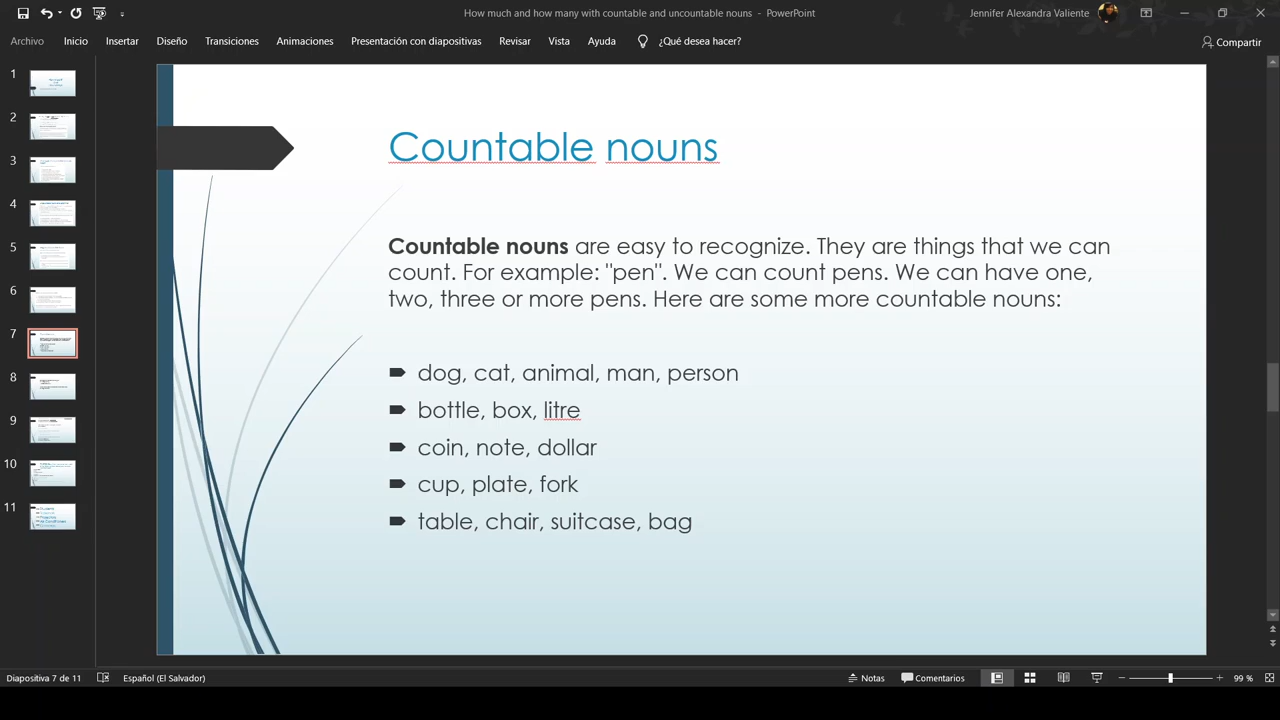 How much and how many with countable and uncountable nouns - PowerPoint
Jennifer Alexandra Valiente
Archivo Inicio Insertar Diseño Transiciones Animaciones Presentación con diapositivas Revisar Vista Ayuda ¿Qué desea hacer? Compartir
1
2
3
4
5
6
7
8
9
10
11
Countable nouns
Countable nouns are easy to recognize. They are things that we can
count. For example: "pen". We can count pens. We can have one,
two, three or more pens. Here are some more countable nouns:
dog, cat, animal, man, person
bottle, box, litre
coin, note, dollar
cup, plate, fork
table, chair, suitcase, bag
Diapositiva 7 de 11 Español (El Salvador) Notas Comentarios 99 %